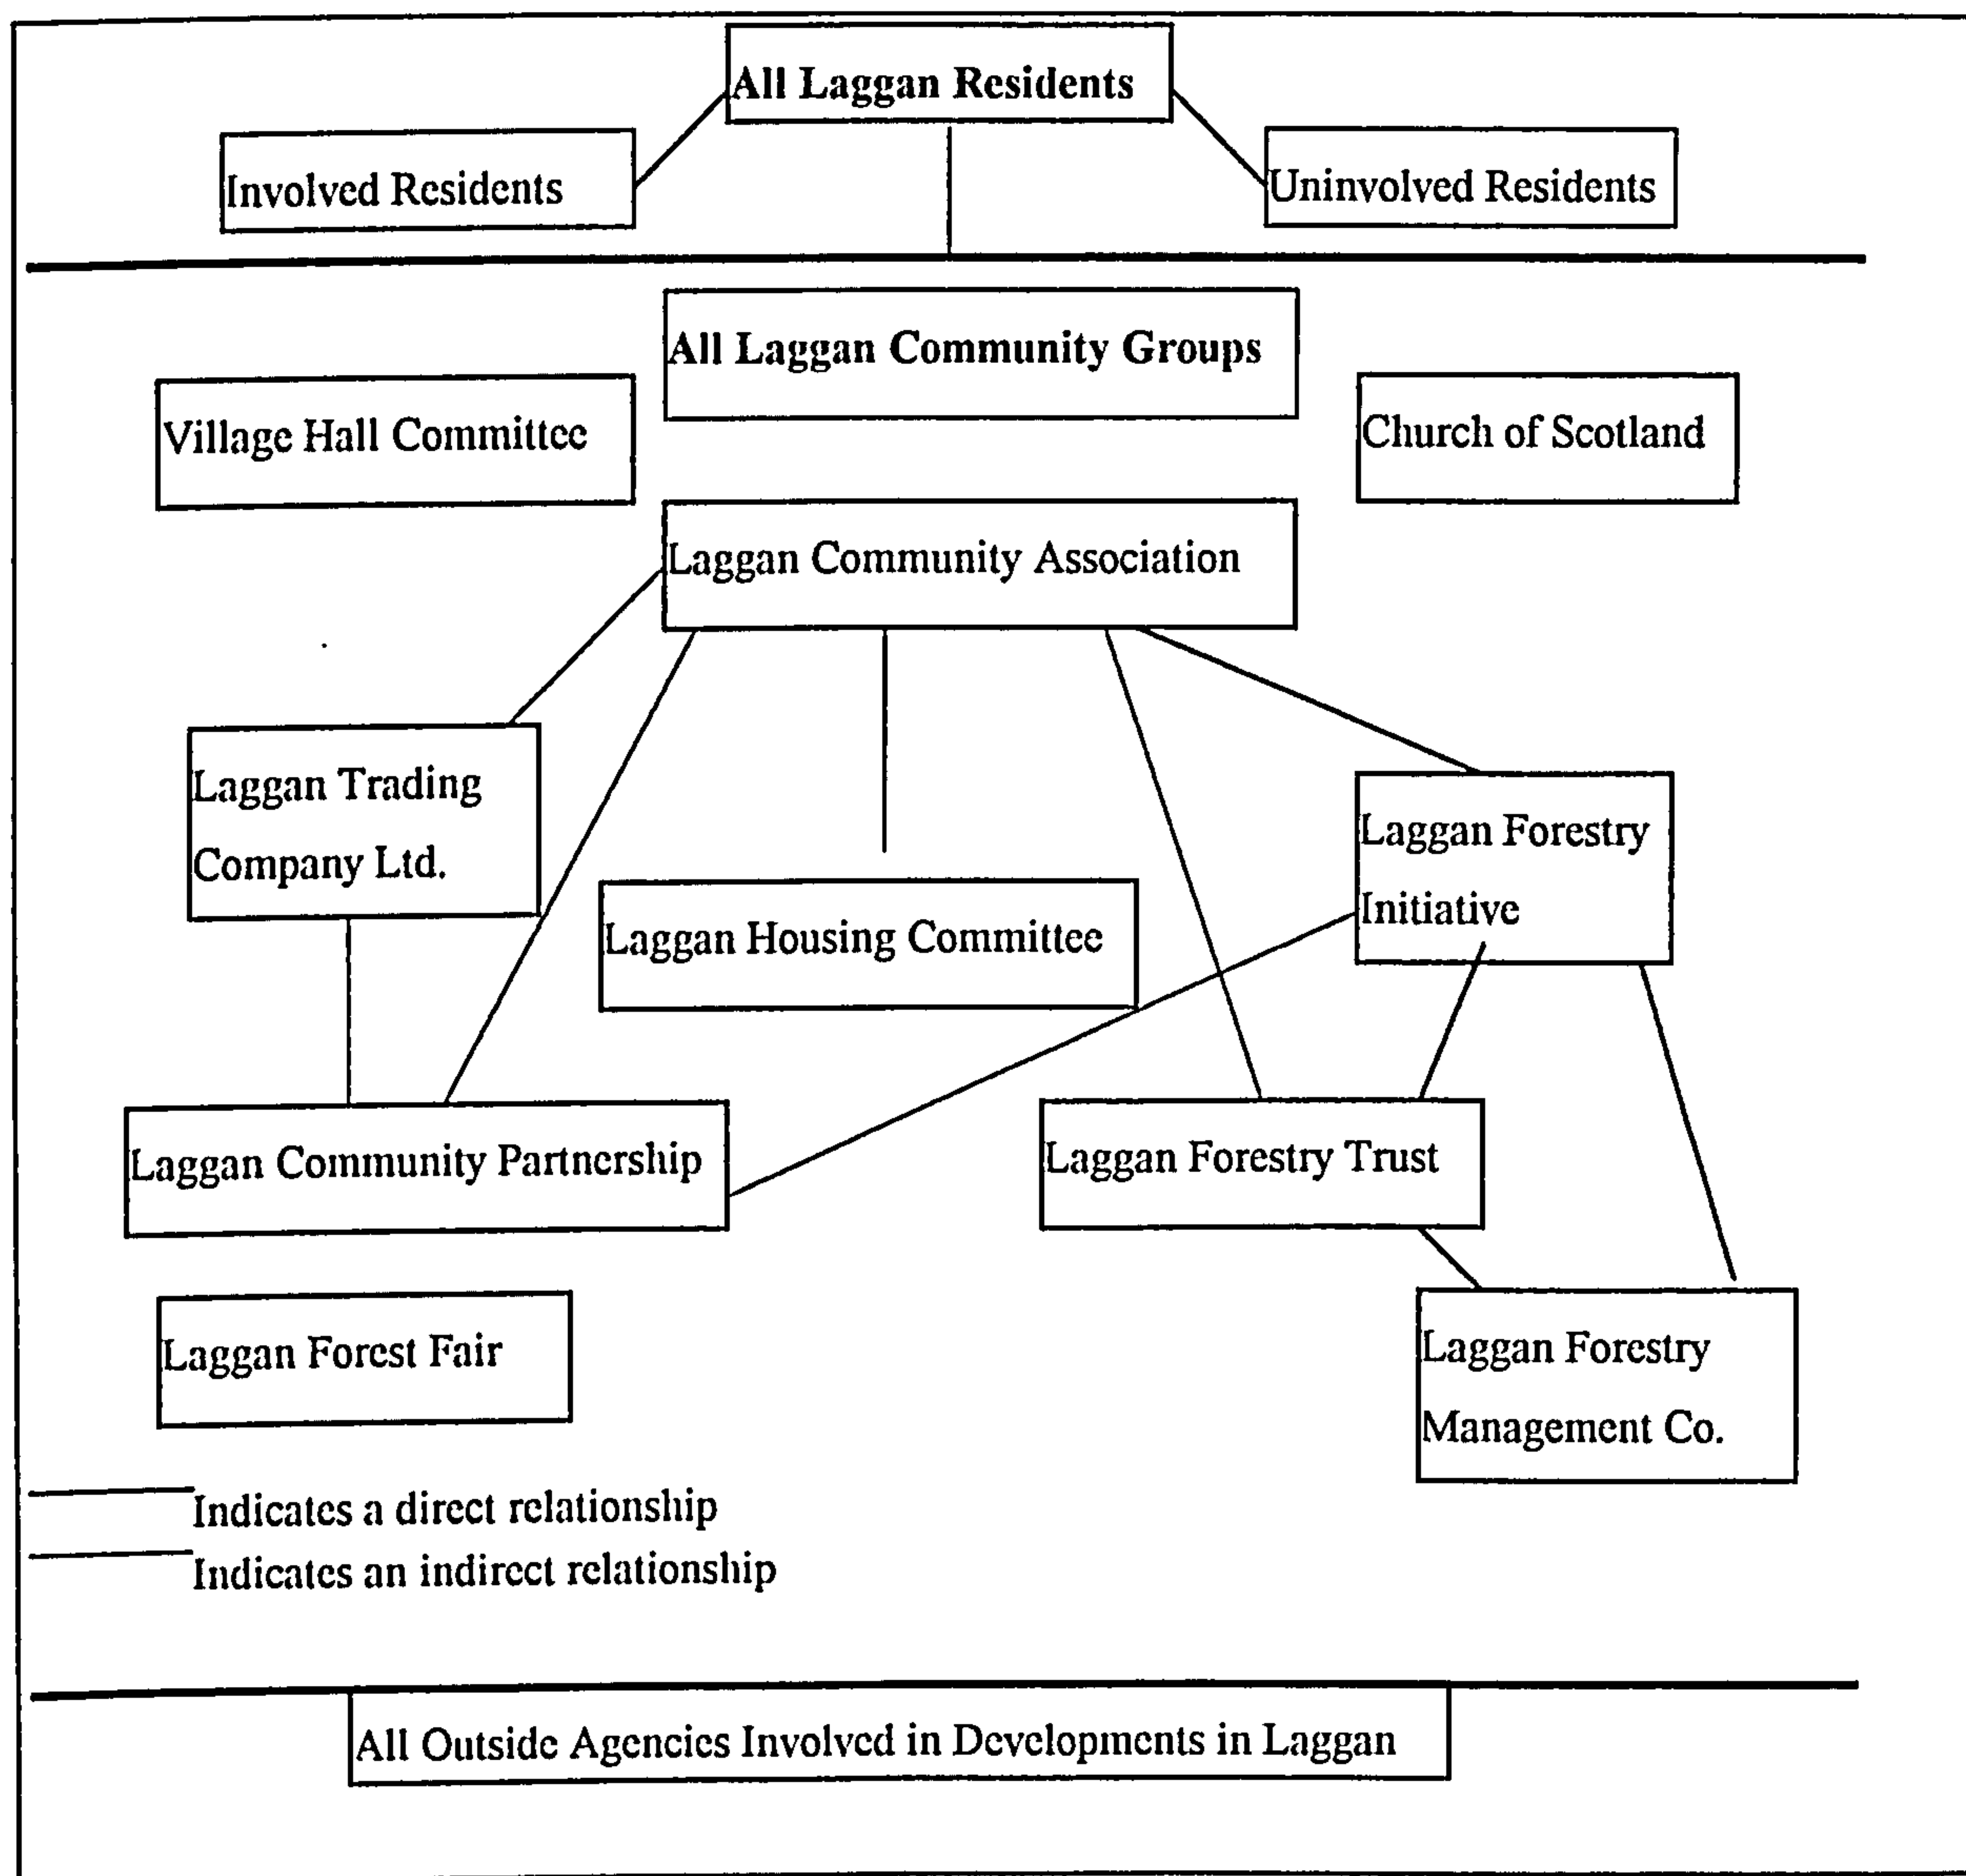 All Laggan Residents
Involved Residents
Uninvolved Residents
All Laggan Community Groups
Village Hall Committee
Church of Scotland
Laggan Community Association
Laggan Trading
Company Ltd.
Laggan Forestry
Initiative
Laggan Housing Committee
Laggan Community Partnership
Laggan Forestry Trust
Laggan Forest Fair
Laggan Forestry
Management Co.
Indicates a direct relationship
Indicates an indirect relationship
All Outside Agencies Involved in Developments in Laggan